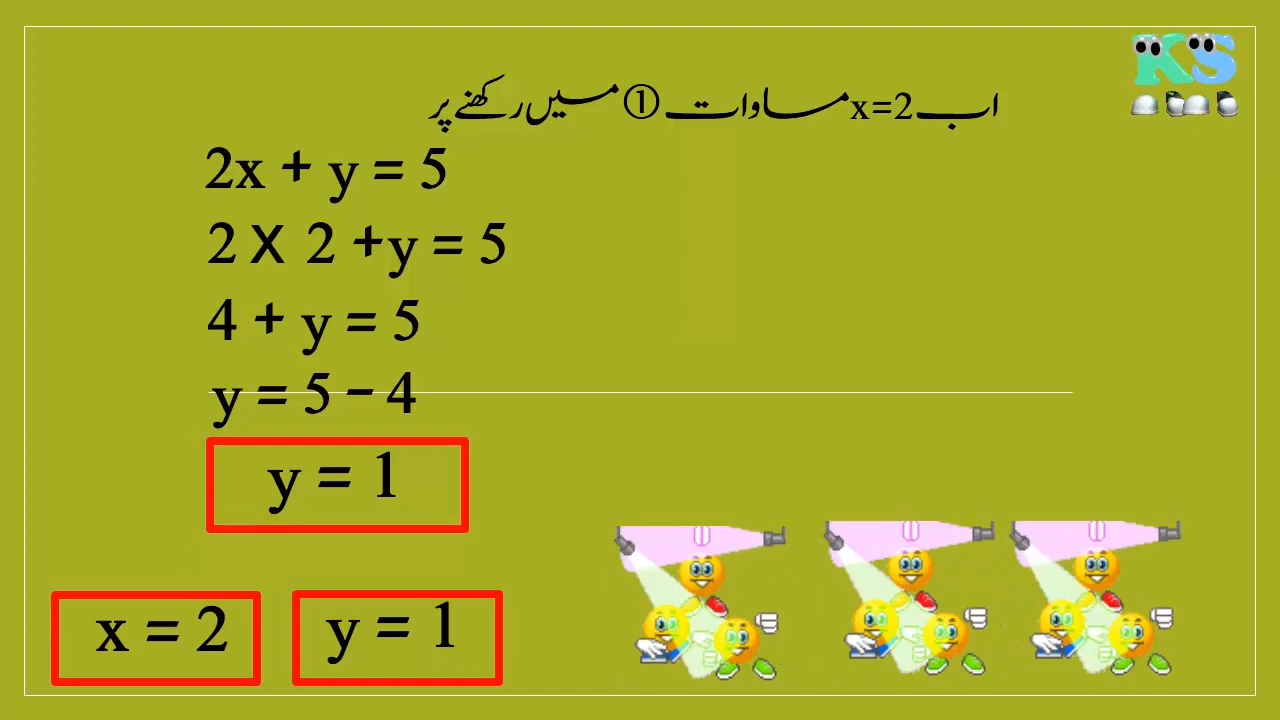 KS
اب x=2 مساوات ① میں رکھنے پر
2x + y = 5
2 X 2 +y = 5
4 + y = 5
y = 5 – 4
y = 1
x = 2
y = 1